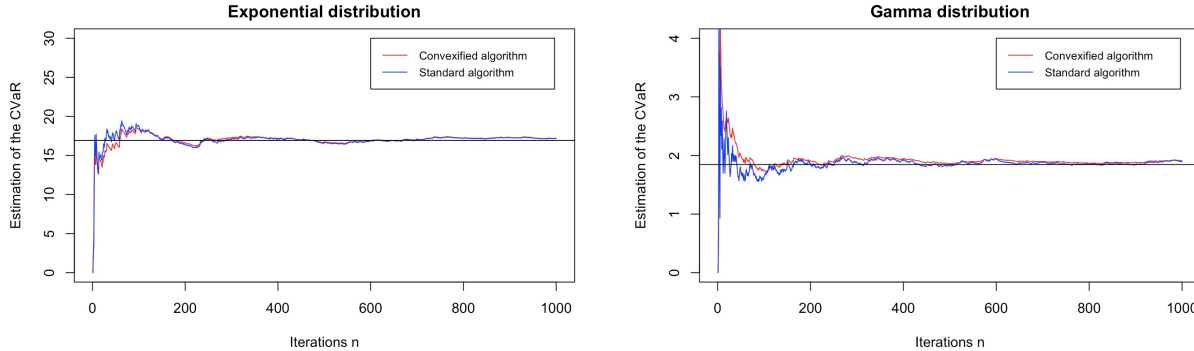 Exponential distribution
Estimation of the CVaR
30
25
20
15
10
5
0
Convexified algorithm
Standard algorithm
0 200 400 600 800 1000
Iterations n
Gamma distribution
Estimation of the CVaR
4
3
2
1
0
Convexified algorithm
Standard algorithm
0 200 400 600 800 1000
Iterations n